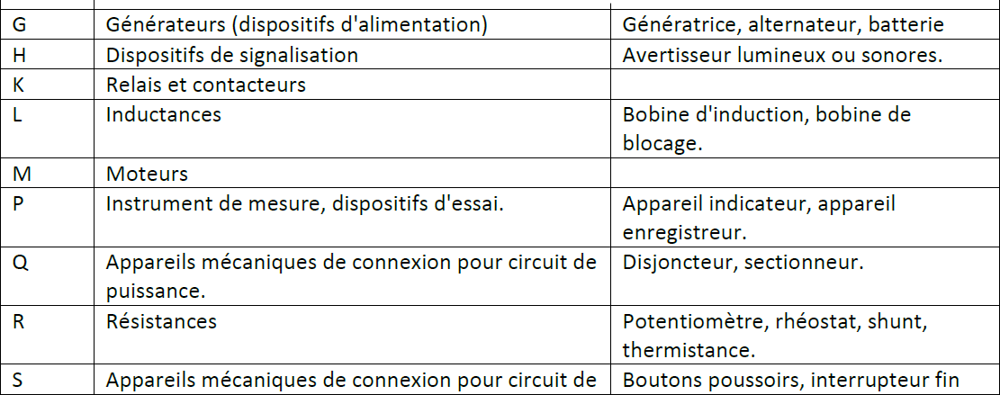 G Générateurs (dispositifs d'alimentation) Génératrice, alternateur, batterie
H Dispositifs de signalisation Avertisseur lumineux ou sonores.
K Relais et contacteurs
L Inductances Bobine d'induction, bobine de
blocage.
M Moteurs
P Instrument de mesure, dispositifs d'essai. Appareil indicateur, appareil
enregistreur.
Q Appareils mécaniques de connexion pour circuit de Disjoncteur, sectionneur.
puissance.
R Résistances Potentiomètre, rhéostat, shunt,
thermistance.
S Appareils mécaniques de connexion pour circuit de Boutons poussoirs, interrupteur fin